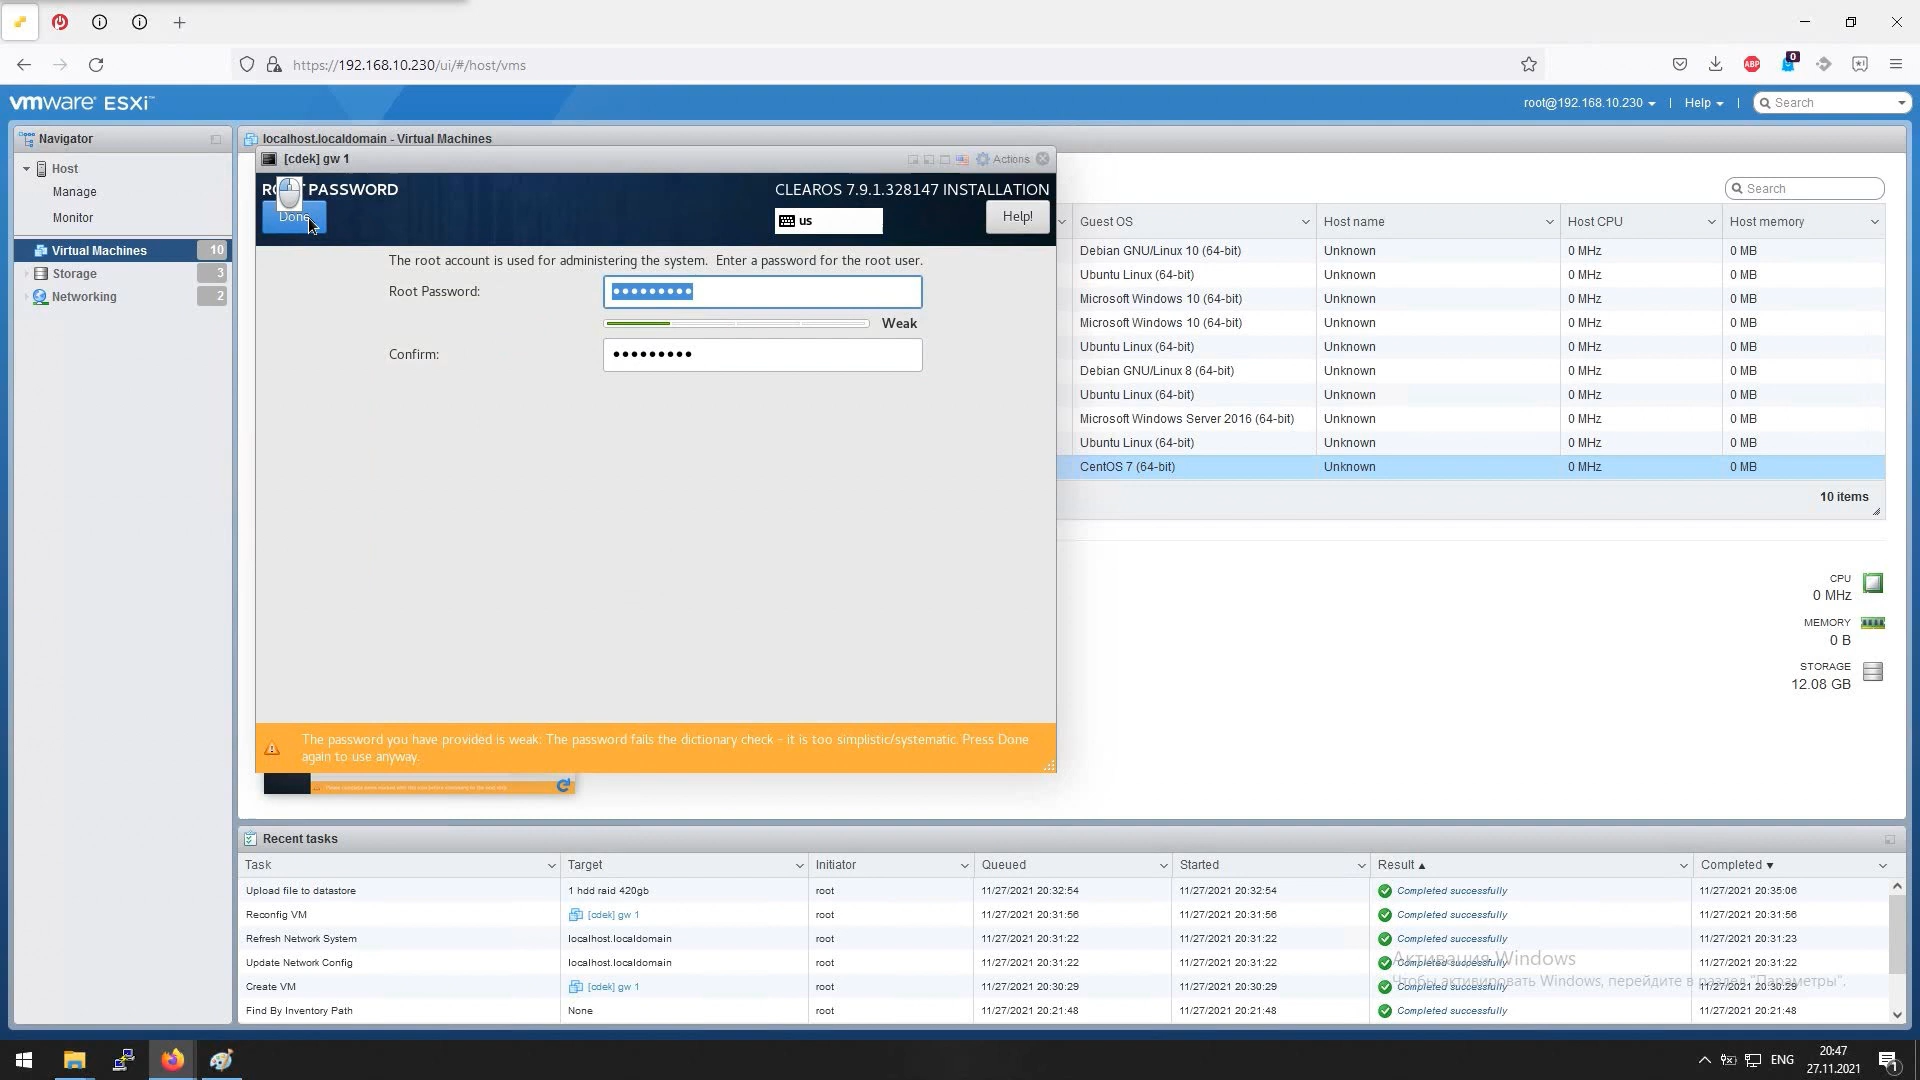 https://192.168.10.230/ui/#/host/vms
ABP
0
vmware ESXi
root@192.168.10.230
|
Help
|
Search
Navigator
Host
Manage
Monitor
Virtual Machines
10
Storage
3
Networking
2
localhost.localdomain - Virtual Machines
[cdek] gw 1
Actions
PASSWORD
CLEAROS 7.9.1.328147 INSTALLATION
Done
us
Help!
The root account is used for administering the system. Enter a password for the root user.
Root Password:
•••••••••
Weak
Confirm:
•••••••••
The password you have provided is weak: The password fails the dictionary check - it is too simplistic/systematic. Press Done
again to use anyway.
Search
Guest OS
Host name
Host CPU
Host memory
Debian GNU/Linux 10 (64-bit)
Unknown
0 MHz
0 MB
Ubuntu Linux (64-bit)
Unknown
0 MHz
0 MB
Microsoft Windows 10 (64-bit)
Unknown
0 MHz
0 MB
Microsoft Windows 10 (64-bit)
Unknown
0 MHz
0 MB
Ubuntu Linux (64-bit)
Unknown
0 MHz
0 MB
Debian GNU/Linux 8 (64-bit)
Unknown
0 MHz
0 MB
Ubuntu Linux (64-bit)
Unknown
0 MHz
0 MB
Microsoft Windows Server 2016 (64-bit)
Unknown
0 MHz
0 MB
Ubuntu Linux (64-bit)
Unknown
0 MHz
0 MB
CentOS 7 (64-bit)
Unknown
0 MHz
0 MB
10 items
CPU
0 MHz
MEMORY
0 B
STORAGE
12.08 GB
Recent tasks
Task
Target
Initiator
Queued
Started
Result
Completed
Upload file to datastore
1 hdd raid 420gb
root
11/27/2021 20:32:54
11/27/2021 20:32:54
Completed successfully
11/27/2021 20:35:06
Reconfig VM
[cdek] gw 1
root
11/27/2021 20:31:56
11/27/2021 20:31:56
Completed successfully
11/27/2021 20:31:56
Refresh Network System
localhost.localdomain
root
11/27/2021 20:31:22
11/27/2021 20:31:22
Completed successfully
11/27/2021 20:31:23
Update Network Config
localhost.localdomain
root
11/27/2021 20:31:22
11/27/2021 20:31:22
Completed successfully
11/27/2021 20:31:22
Create VM
[cdek] gw 1
root
11/27/2021 20:30:29
11/27/2021 20:30:29
Completed successfully
11/27/2021 20:30:29
Find By Inventory Path
None
root
11/27/2021 20:21:48
11/27/2021 20:21:48
Completed successfully
11/27/2021 20:21:48
Активация Windows
Чтобы активировать Windows, перейдите в раздел "Параметры".
ENG
20:47
27.11.2021
1